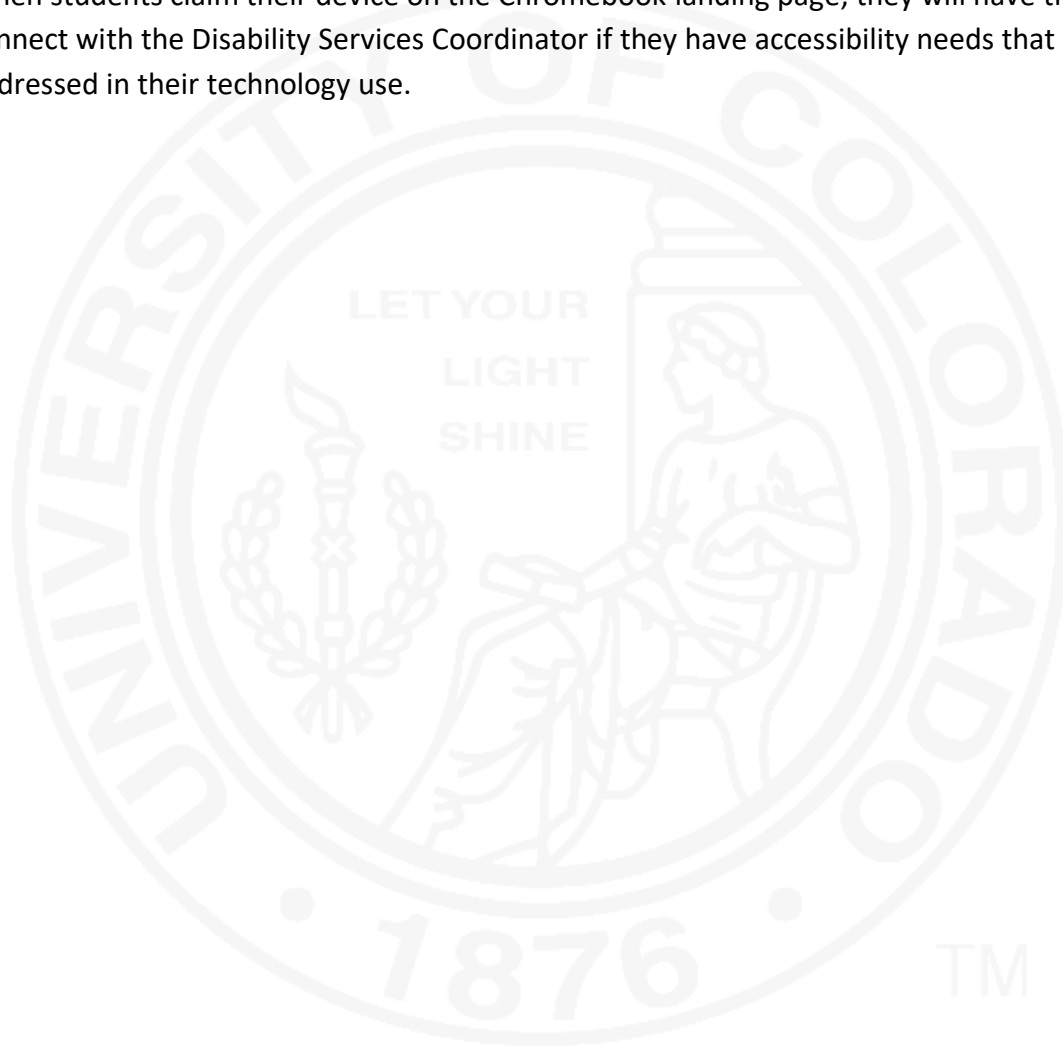 en students claim their device on the Chromebook landing page, they will have t
nnect with the Disability Services Coordinator if they have accessibility needs that
dressed in their technology use.
UNIVERSITY OF COLORADO
LET YOUR
LIGHT
SHINE
1876
TM